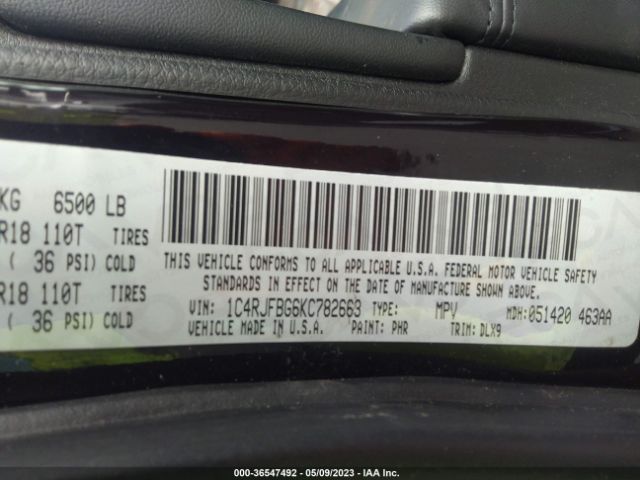 KG 6500 LB
R18 110T TIRES
( 36 PSI) COLD
R18 110T TIRES
( 36 PSI) COLD
THIS VEHICLE CONFORMS TO ALL APPLICABLE U.S.A. FEDERAL MOTOR VEHICLE SAFETY
STANDARDS IN EFFECT ON THE DATE OF MANUFACTURE SHOWN ABOVE.
VIN: 1C4RJFBG6KC782663 TYPE: MPV MDH:051420 463AA
VEHICLE MADE IN U.S.A. PAINT: PHR TRIM: DLX9
000-36547492 — 05/09/2023 — IAA Inc.